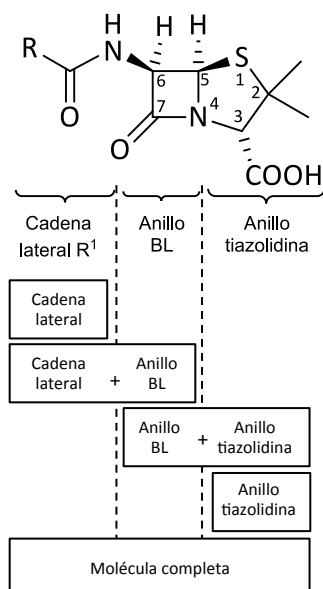 R
H
N
H
H
S
O
6
5
1
2
7
N
4
3
O
COOH
Cadena
lateral R¹
Anillo
BL
Anillo
tiazolidina
Cadena
lateral
Cadena
lateral + Anillo
BL
Anillo
BL + Anillo
tiazolidina
Anillo
tiazolidina
Molécula completa